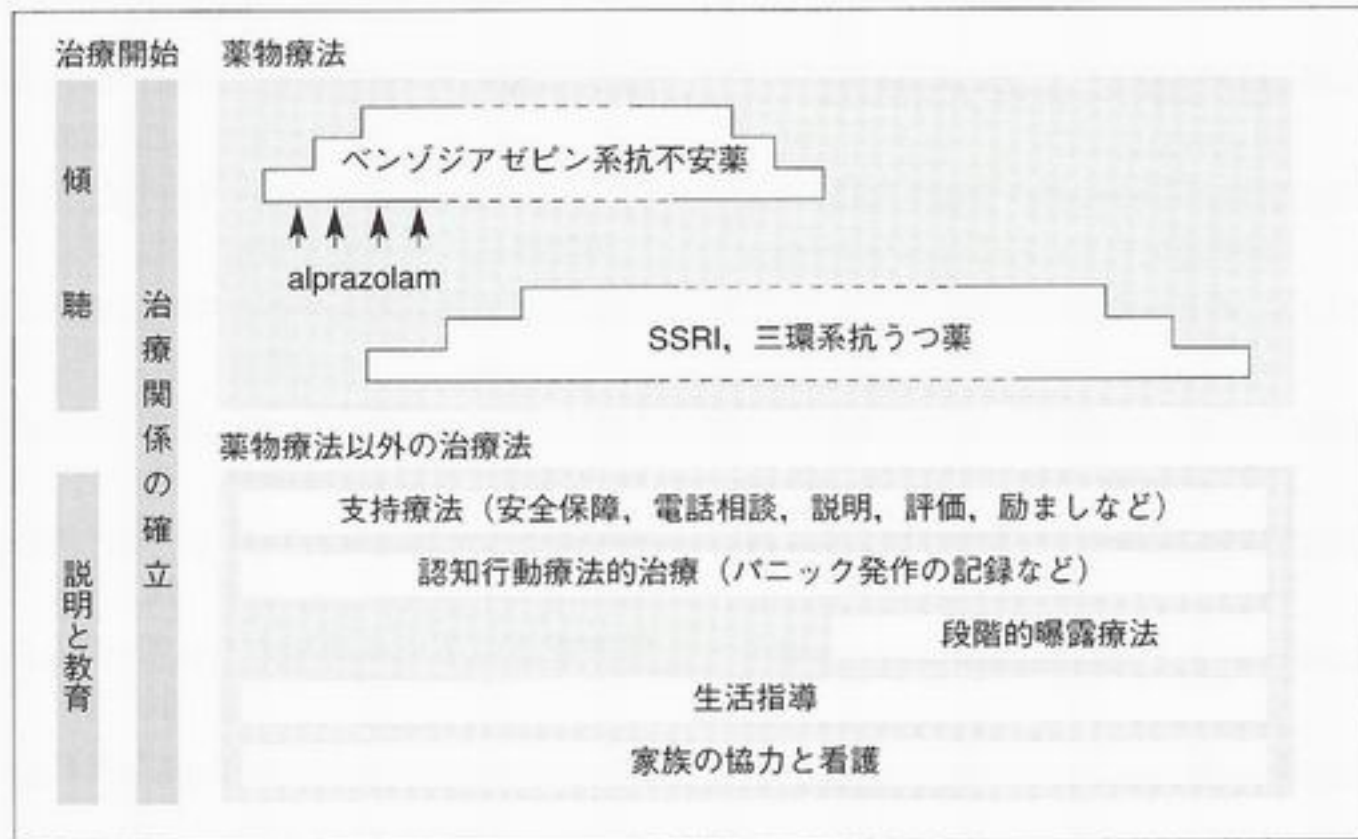 治療開始
薬物療法
傾聴
治療関係の確立
ベンゾジアゼピン系抗不安薬
alprazolam
SSRI，三環系抗うつ薬
薬物療法以外の治療法
説明と教育
支持療法（安全保障，電話相談，説明，評価，励ましなど）
認知行動療法的治療（パニック発作の記録など）
段階的曝露療法
生活指導
家族の協力と看護